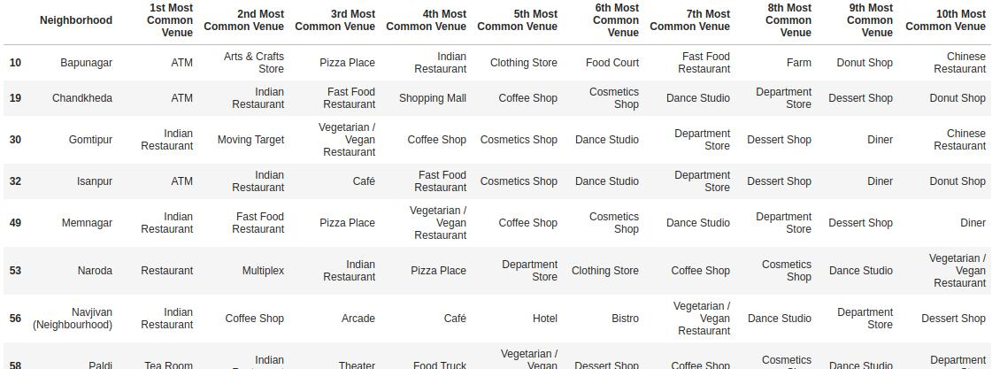 Neighborhood 1st Most Common Venue 2nd Most Common Venue 3rd Most Common Venue 4th Most Common Venue 5th Most Common Venue 6th Most Common Venue 7th Most Common Venue 8th Most Common Venue 9th Most Common Venue 10th Most Common Venue
10 Bapunagar ATM Arts & Crafts Store Pizza Place Indian Restaurant Clothing Store Food Court Fast Food Restaurant Farm Donut Shop Chinese Restaurant
19 Chandkheda ATM Indian Restaurant Fast Food Restaurant Shopping Mall Coffee Shop Cosmetics Shop Dance Studio Department Store Dessert Shop Donut Shop
30 Gomtipur Indian Restaurant Moving Target Vegetarian / Vegan Restaurant Coffee Shop Cosmetics Shop Dance Studio Department Store Dessert Shop Diner Chinese Restaurant
32 Isanpur ATM Indian Restaurant Café Fast Food Restaurant Cosmetics Shop Dance Studio Department Store Dessert Shop Diner Donut Shop
49 Memnagar Indian Restaurant Fast Food Restaurant Pizza Place Vegetarian / Vegan Restaurant Coffee Shop Cosmetics Shop Dance Studio Department Store Dessert Shop Diner
53 Naroda Restaurant Multiplex Indian Restaurant Pizza Place Department Store Clothing Store Coffee Shop Cosmetics Shop Dance Studio Vegetarian / Vegan Restaurant
56 Navjivan (Neighbourhood) Indian Restaurant Coffee Shop Arcade Café Hotel Bistro Vegetarian / Vegan Restaurant Dance Studio Department Store Dessert Shop
58 Paldi Tea Room Indian Theater Food Truck Vegetarian / Vegan Dessert Shop Coffee Shop Cosmetics Dance Studio Department